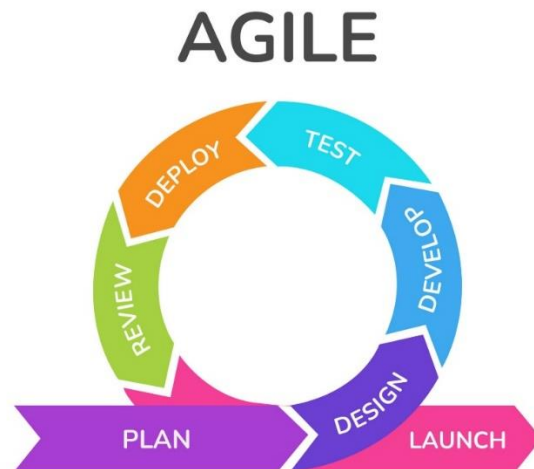 AGILE
PLAN
DESIGN
DEVELOP
TEST
DEPLOY
REVIEW
LAUNCH